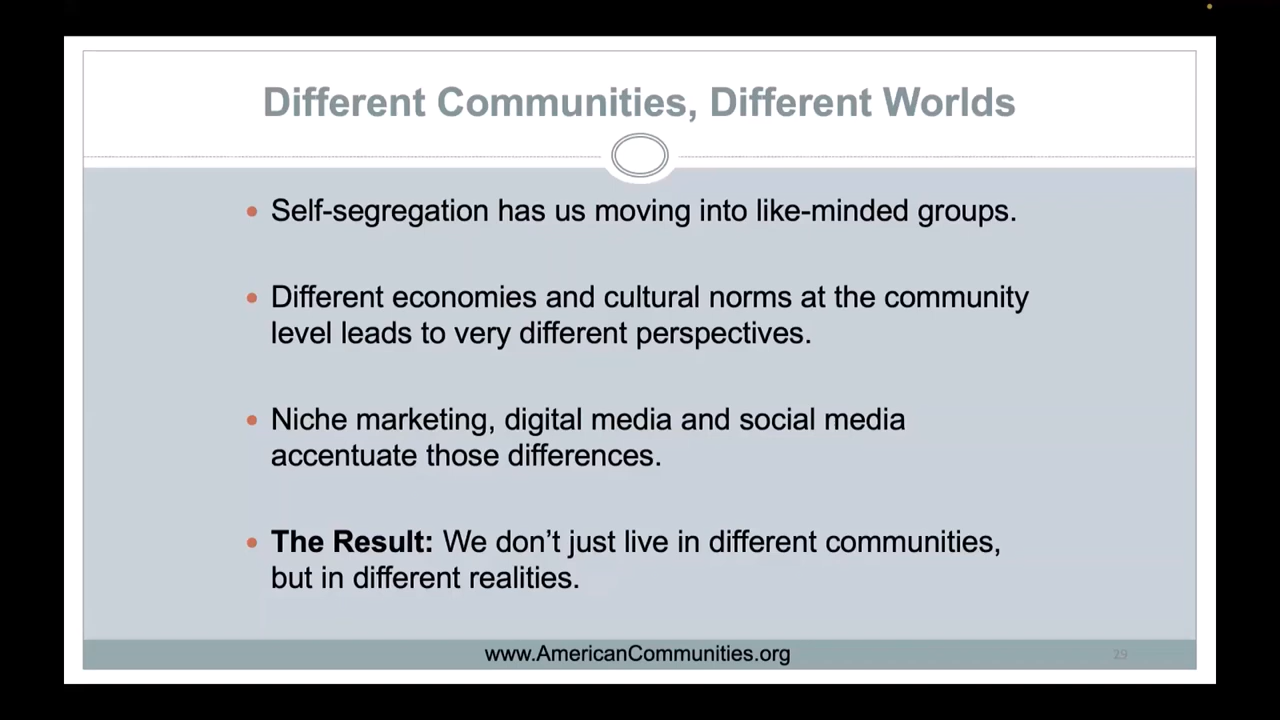 Different Communities, Different Worlds
Self-segregation has us moving into like-minded groups.
Different economies and cultural norms at the community
level leads to very different perspectives.
Niche marketing, digital media and social media
accentuate those differences.
The Result: We don’t just live in different communities,
but in different realities.
www.AmericanCommunities.org
29